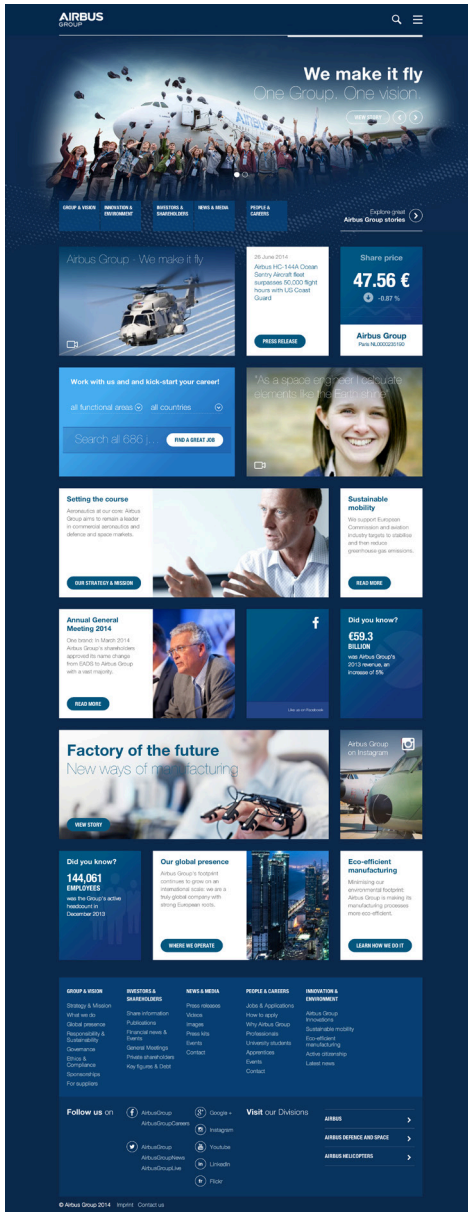 AIRBUS
GROUP
We make it fly
One Group. One vision.
VIEW STORY
GROUP & VISION
INNOVATION &
ENVIRONMENT
INVESTORS &
SHAREHOLDERS
NEWS & MEDIA
PEOPLE &
CAREERS
Explore great
Airbus Group stories
Airbus Group - We make it fly
26 June 2014
Airbus HC-144A Ocean
Sentry Aircraft fleet
surpasses 50,000 flight
hours with US Coast
Guard
PRESS RELEASE
Share price
47.56 €
-0.87 %
Airbus Group
Paris NL0000235190
Work with us and and kick-start your career!
all functional areas
all countries
Search all 686 j...
FIND A GREAT JOB
"As a space engineer I calculate
elements like the Earth shine"
Setting the course
Aeronautics at our core, Airbus
Group aims to remain a leader
in commercial aeronautics and
defence and space markets.
OUR STRATEGY & MISSION
Sustainable
mobility
We support European
Commission and aviation
industry targets to stabilise
and then reduce
greenhouse gas emissions.
READ MORE
Annual General
Meeting 2014
One brand: In March 2014
Airbus Group's shareholders
approved its name change
from EADS to Airbus Group
with a vast majority.
READ MORE
f
Like us on Facebook
Did you know?
€59.3
BILLION
was Airbus Group's
2013 revenue, an
increase of 5%
Factory of the future
New ways of manufacturing
VIEW STORY
Airbus Group
on Instagram
Did you know?
144,061
EMPLOYEES
was the Group's active
headcount in
December 2013
Our global presence
Airbus Group's footprint
continues to grow on an
international scale; we are a
truly global company with
strong European roots.
WHERE WE OPERATE
Eco-efficient
manufacturing
Minimising our
environmental footprint.
Airbus Group is making its
manufacturing processes
more eco-efficient.
LEARN HOW WE DO IT
GROUP & VISION
Strategy & Mission
What we do
Global presence
Responsibility &
Sustainability
Governance
Ethics &
Compliance
Sponsorships
For suppliers
INVESTORS &
SHAREHOLDERS
Share information
Publications
Financial news &
Events
General Meetings
Private shareholders
Key figures & Debt
NEWS & MEDIA
Press releases
Videos
Images
Press kits
Events
Contact
PEOPLE & CAREERS
Jobs & Applications
How to apply
Why Airbus Group
Professionals
University students
Apprentices
Events
Contact
INNOVATION &
ENVIRONMENT
Airbus Group
Innovations
Sustainable mobility
Eco-efficient
manufacturing
Active citizenship
Latest news
Follow us on
AirbusGroup
AirbusGroupCareers
AirbusGroup
AirbusGroupNews
AirbusGroupLive
Google +
Instagram
Youtube
LinkedIn
Flickr
Visit our Divisions
AIRBUS
AIRBUS DEFENCE AND SPACE
AIRBUS HELICOPTERS
© Airbus Group 2014 Imprint Contact us